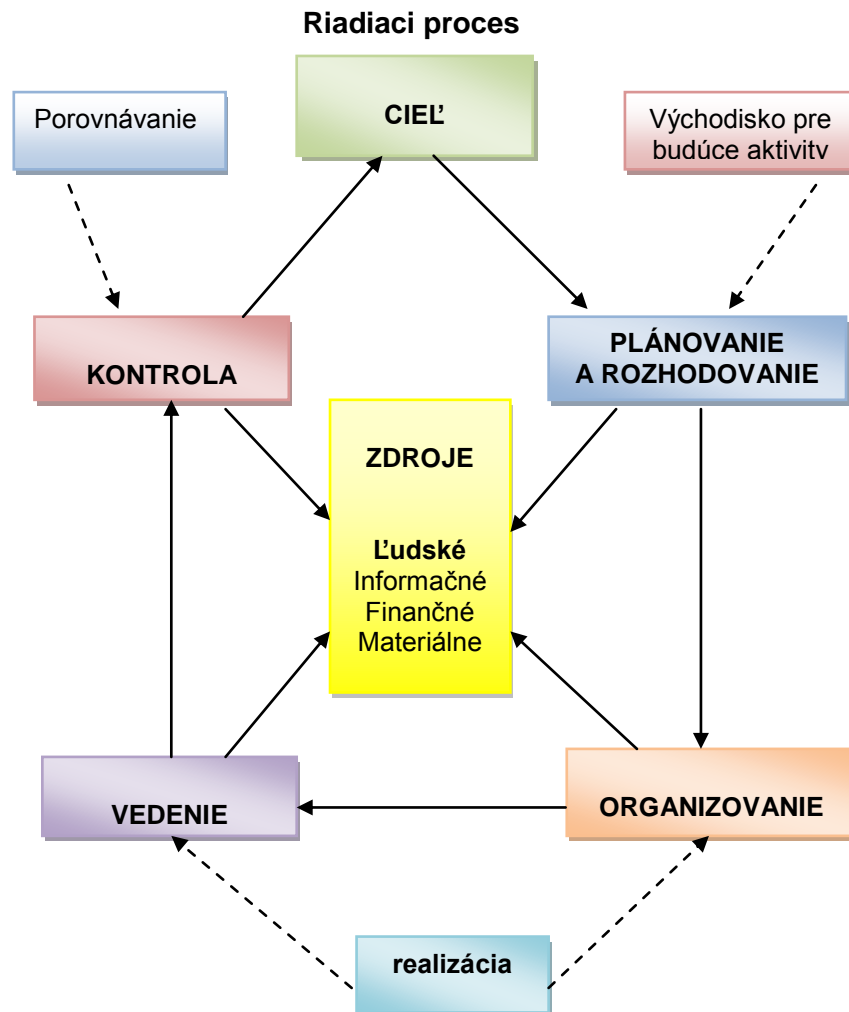 Riadiaci proces
CIEĽ
Porovnávanie
Východisko pre
budúce aktivitv
KONTROLA
PLÁNOVANIE
A ROZHODOVANIE
ZDROJE
Ľudské
Informačné
Finančné
Materiálne
VEDENIE
ORGANIZOVANIE
realizácia